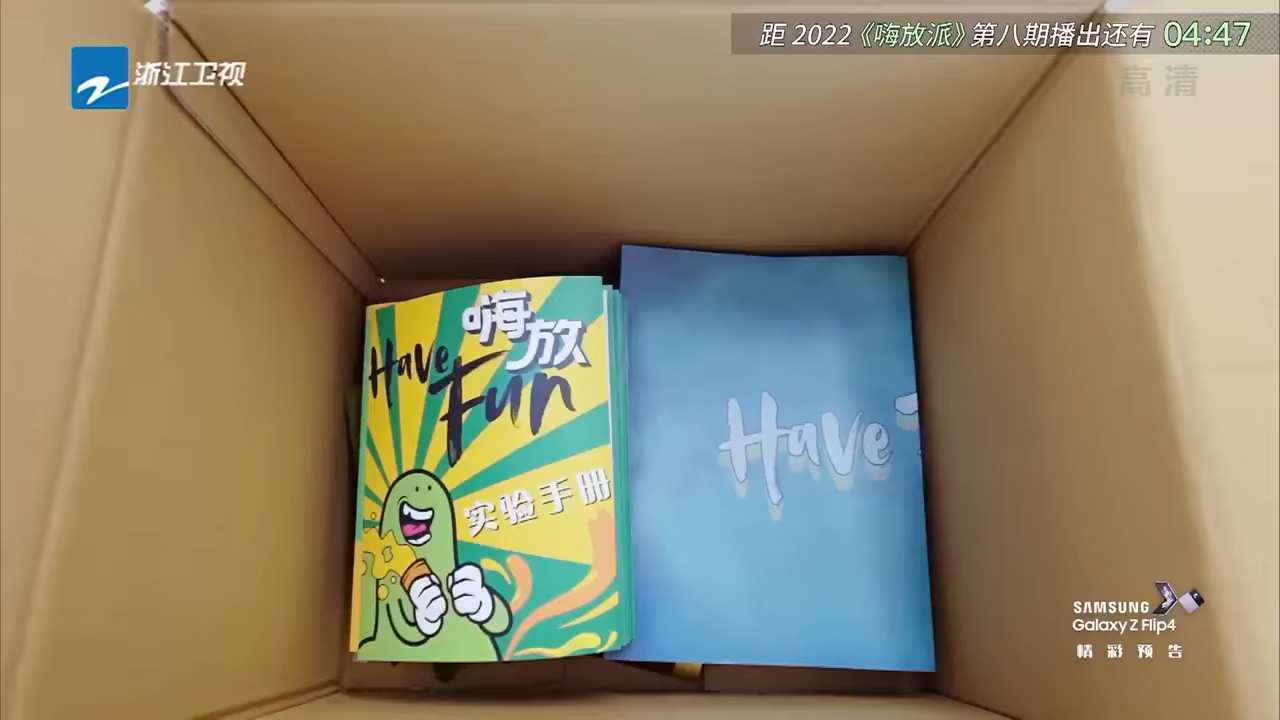 距 2022《嗨放派》第八期播出还有 04:47
浙江卫视
高清
嗨放
Have
Fun
实验手册
Have
SAMSUNG
Galaxy Z Flip4
精彩预告